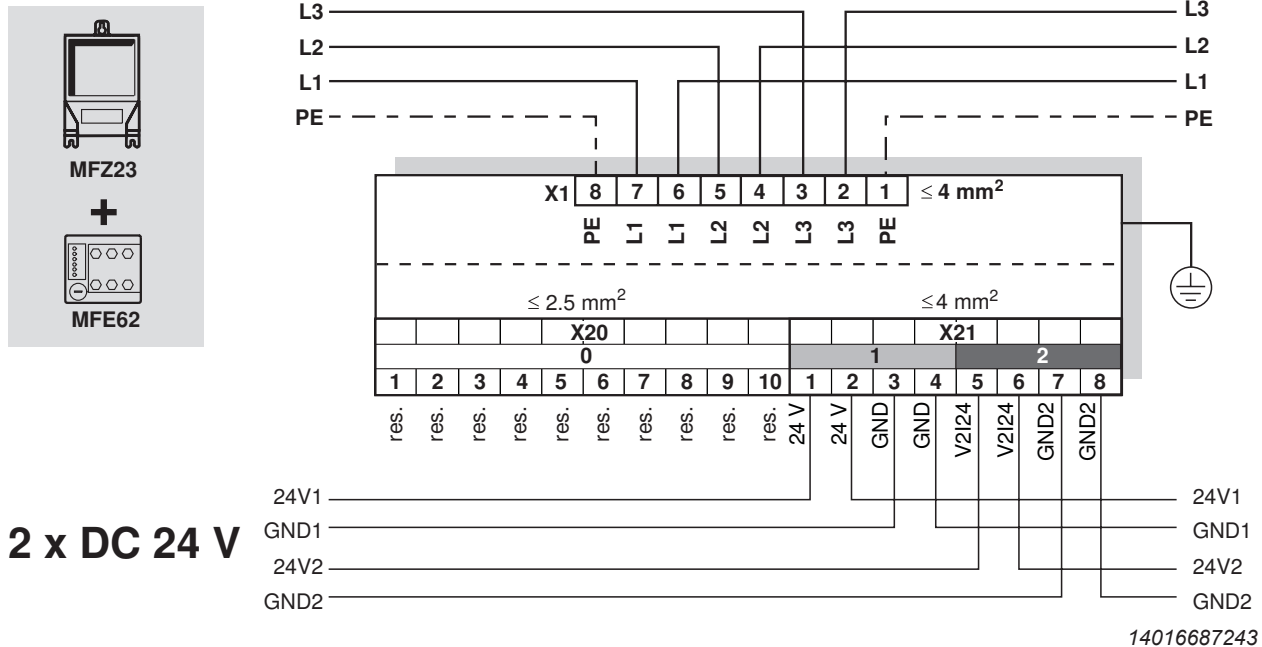 L3 L3
L2 L2
L1 L1
PE PE
MFZ23
+
MFE62
X1 8 7 6 5 4 3 2 1 ≤ 4 mm²
PE L1 L1 L2 L2 L3 L3 PE
≤ 2.5 mm² ≤4 mm²
X20 X21
0 1 2
1 2 3 4 5 6 7 8 9 10 1 2 3 4 5 6 7 8
res. res. res. res. res. res. res. res. res. res. 24 V 24 V GND GND V2I24 V2I24 GND2 GND2
2 x DC 24 V
24V1 24V1
GND1 GND1
24V2 24V2
GND2 GND2
14016687243